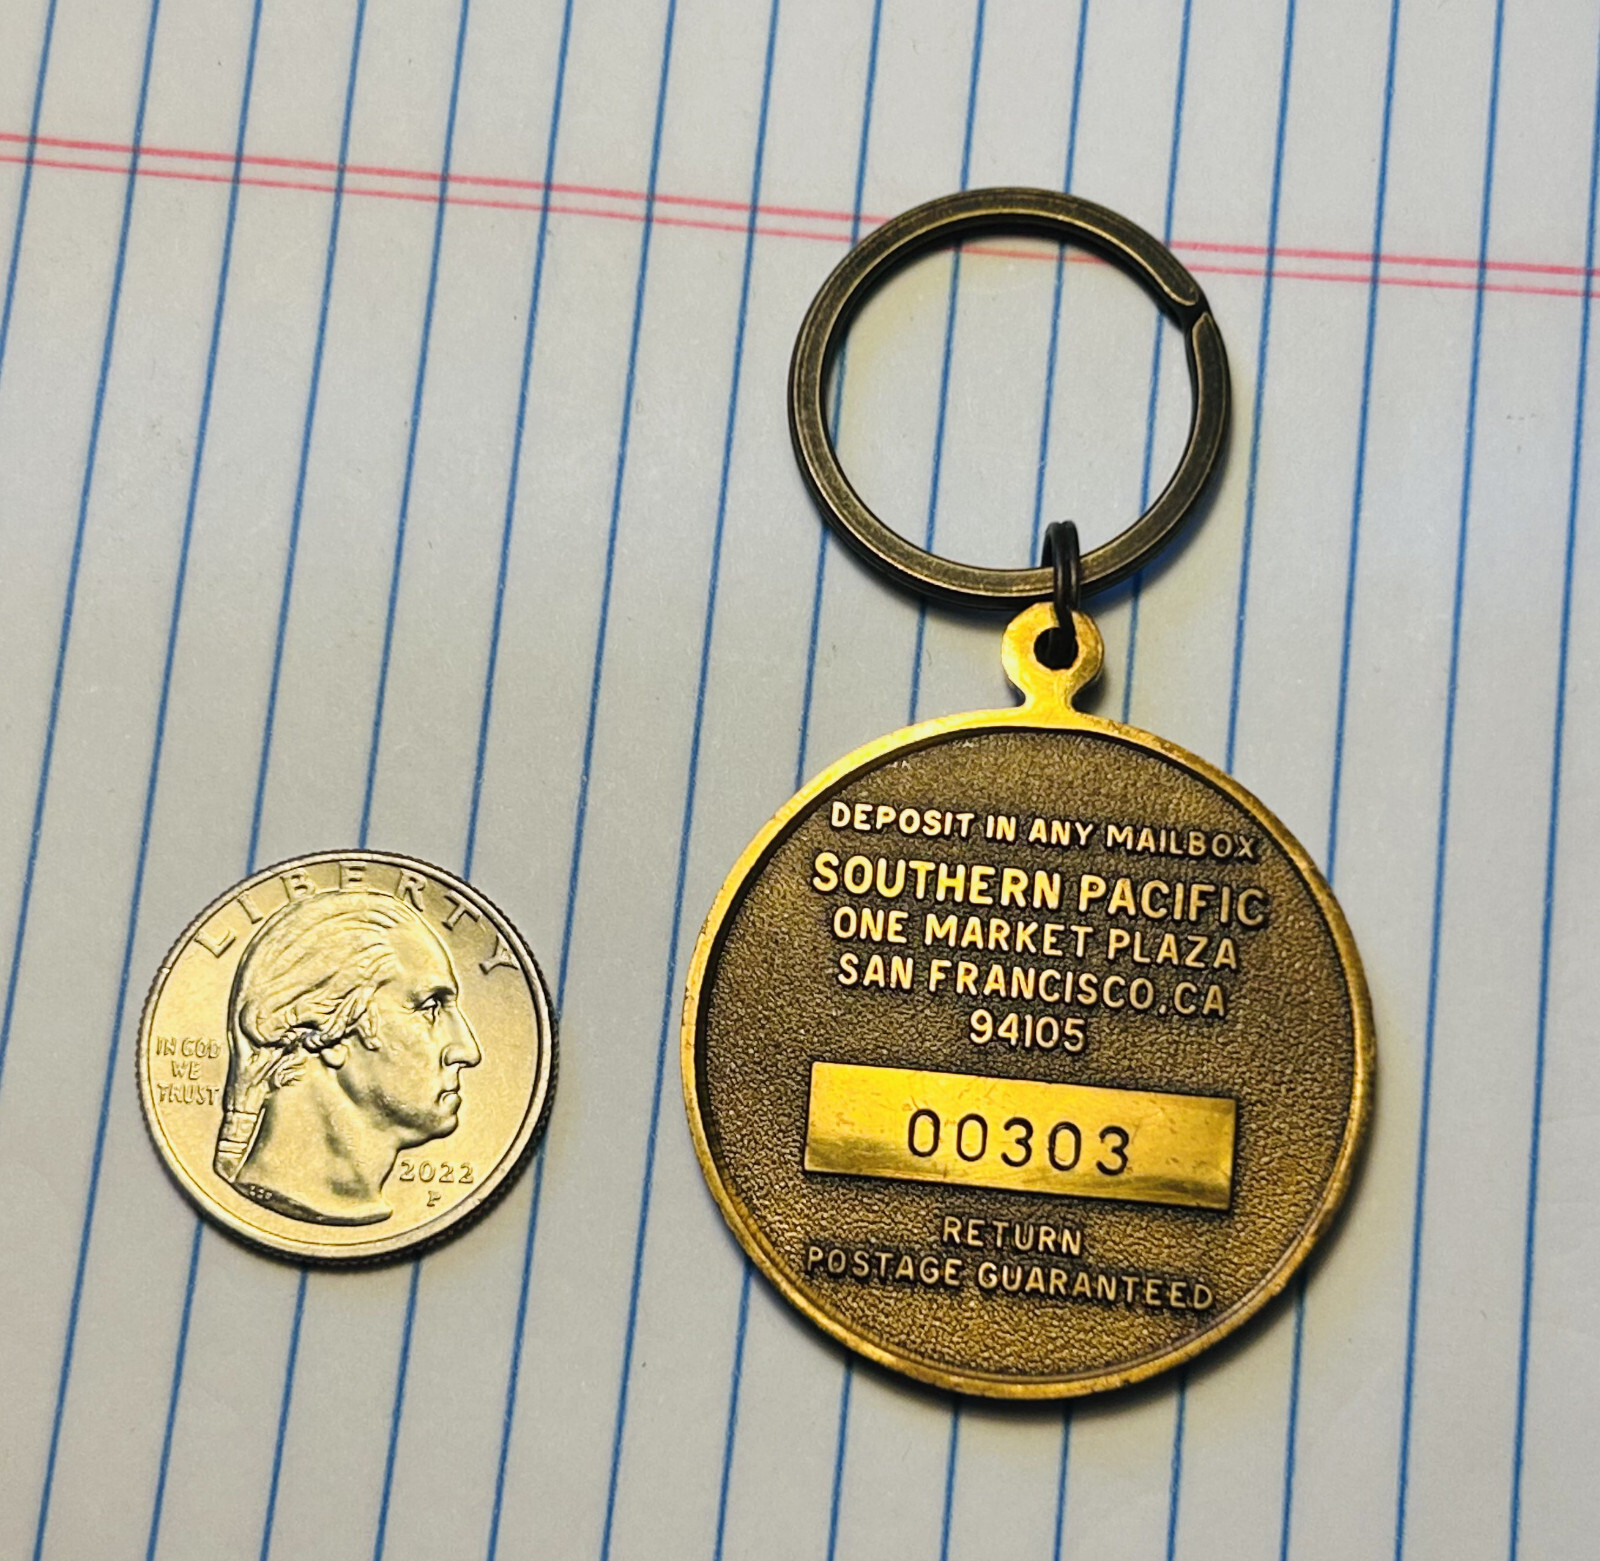 LIBERTY
IN GOD
WE
TRUST
2022
P
DEPOSIT IN ANY MAILBOX
SOUTHERN PACIFIC
ONE MARKET PLAZA
SAN FRANCISCO, CA
94105
00303
RETURN
POSTAGE GUARANTEED